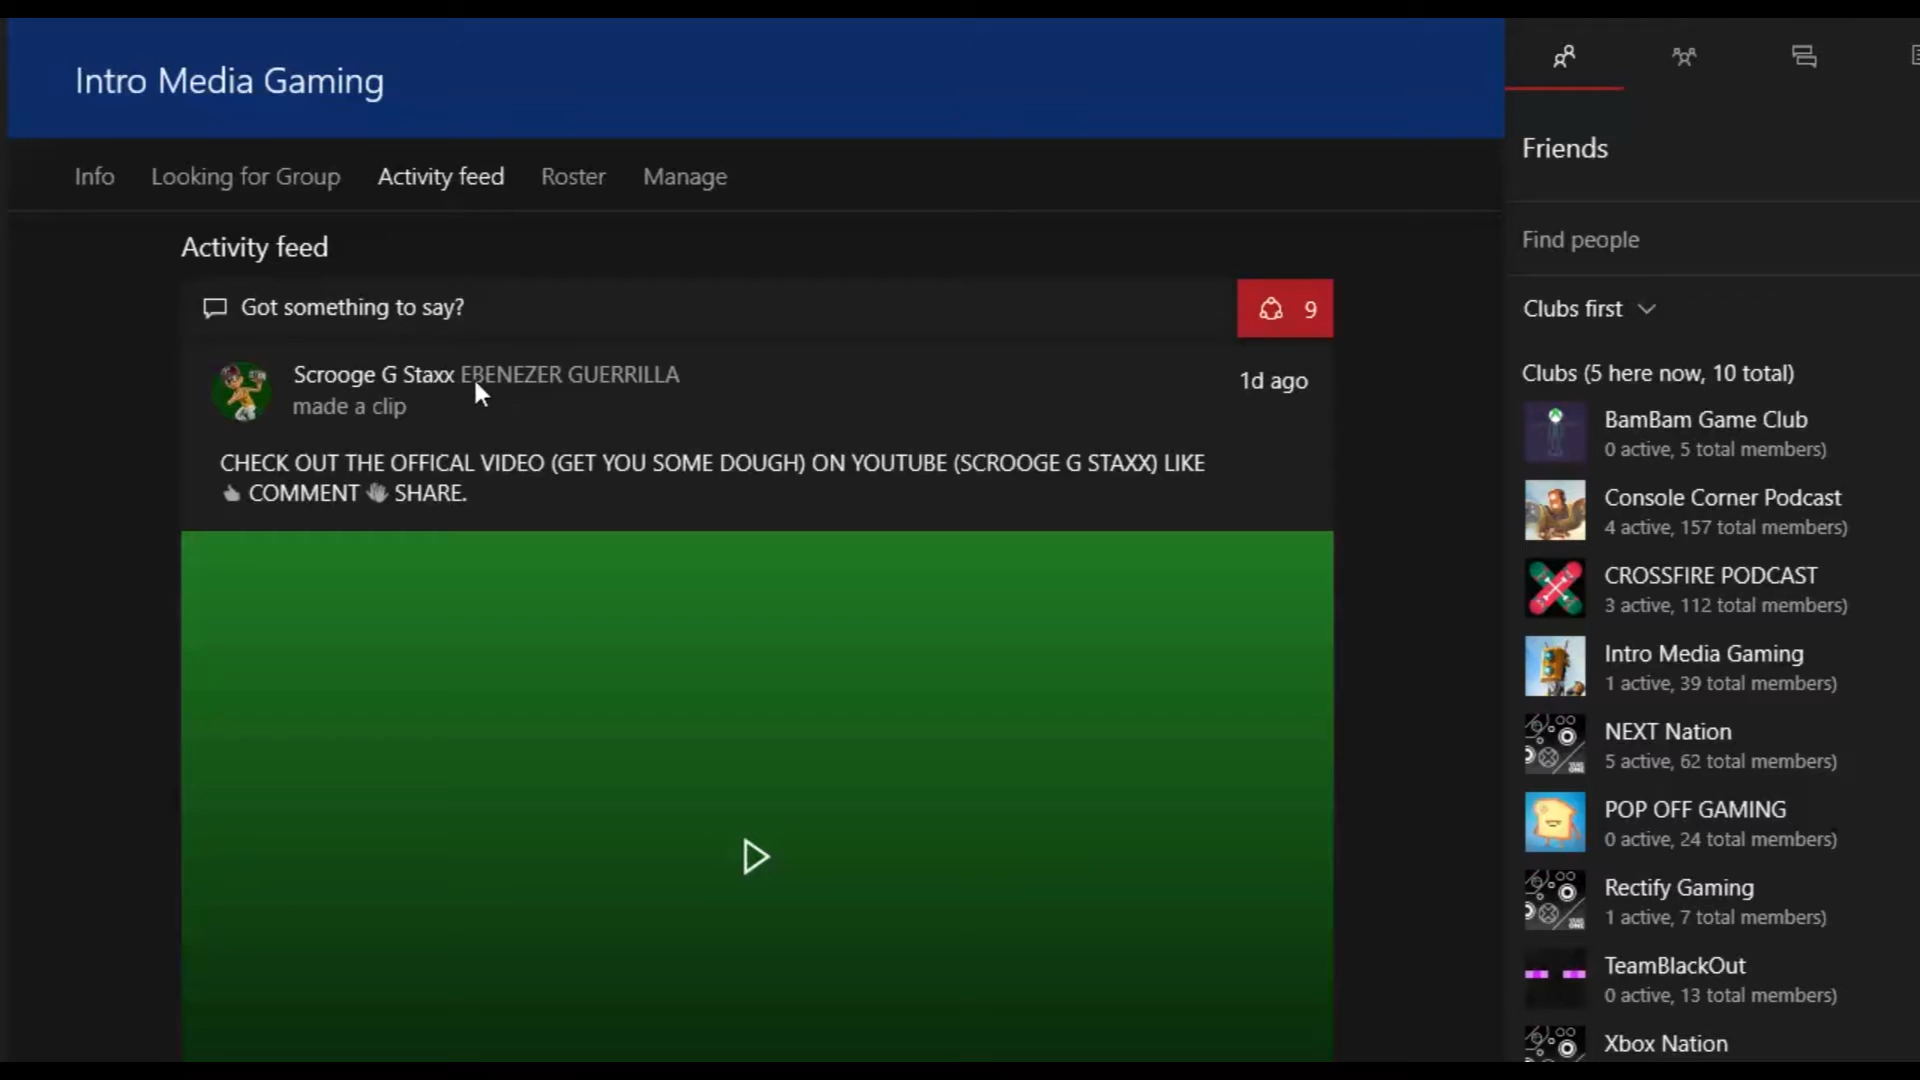 Intro Media Gaming
Info
Looking for Group
Activity feed
Roster
Manage
Activity feed
Got something to say?
9
Scrooge G Staxx EBENEZER GUERRILLA
made a clip
1d ago
CHECK OUT THE OFFICAL VIDEO (GET YOU SOME DOUGH) ON YOUTUBE (SCROOGE G STAXX) LIKE
👍 COMMENT 👋 SHARE.
Friends
Find people
Clubs first
Clubs (5 here now, 10 total)
BamBam Game Club
0 active, 5 total members)
Console Corner Podcast
4 active, 157 total members)
CROSSFIRE PODCAST
3 active, 112 total members)
Intro Media Gaming
1 active, 39 total members)
NEXT Nation
5 active, 62 total members)
POP OFF GAMING
0 active, 24 total members)
Rectify Gaming
1 active, 7 total members)
TeamBlackOut
0 active, 13 total members)
Xbox Nation